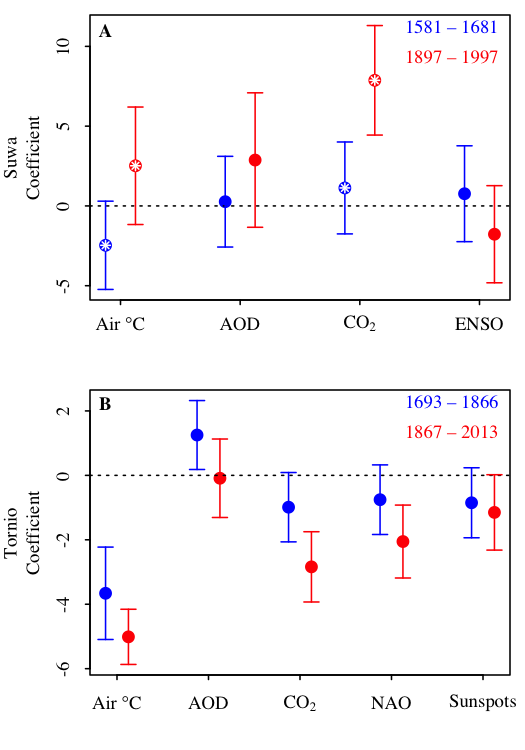 A
1581 – 1681
1897 – 1997
Suwa
Coefficient
10
5
0
-5
Air °C AOD CO₂ ENSO
B
1693 – 1866
1867 – 2013
Tornio
Coefficient
2
0
-2
-4
-6
Air °C AOD CO₂ NAO Sunspots